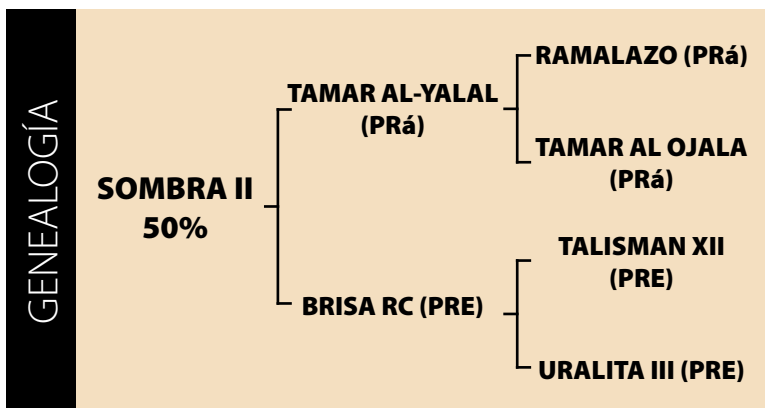 GENEALOGÍA
SOMBRA II
50%
TAMAR AL-YALAL
(PRá)
BRISA RC (PRE)
RAMALAZO (PRá)
TAMAR AL OJALA
(PRá)
TALISMAN XII
(PRE)
URALITA III (PRE)